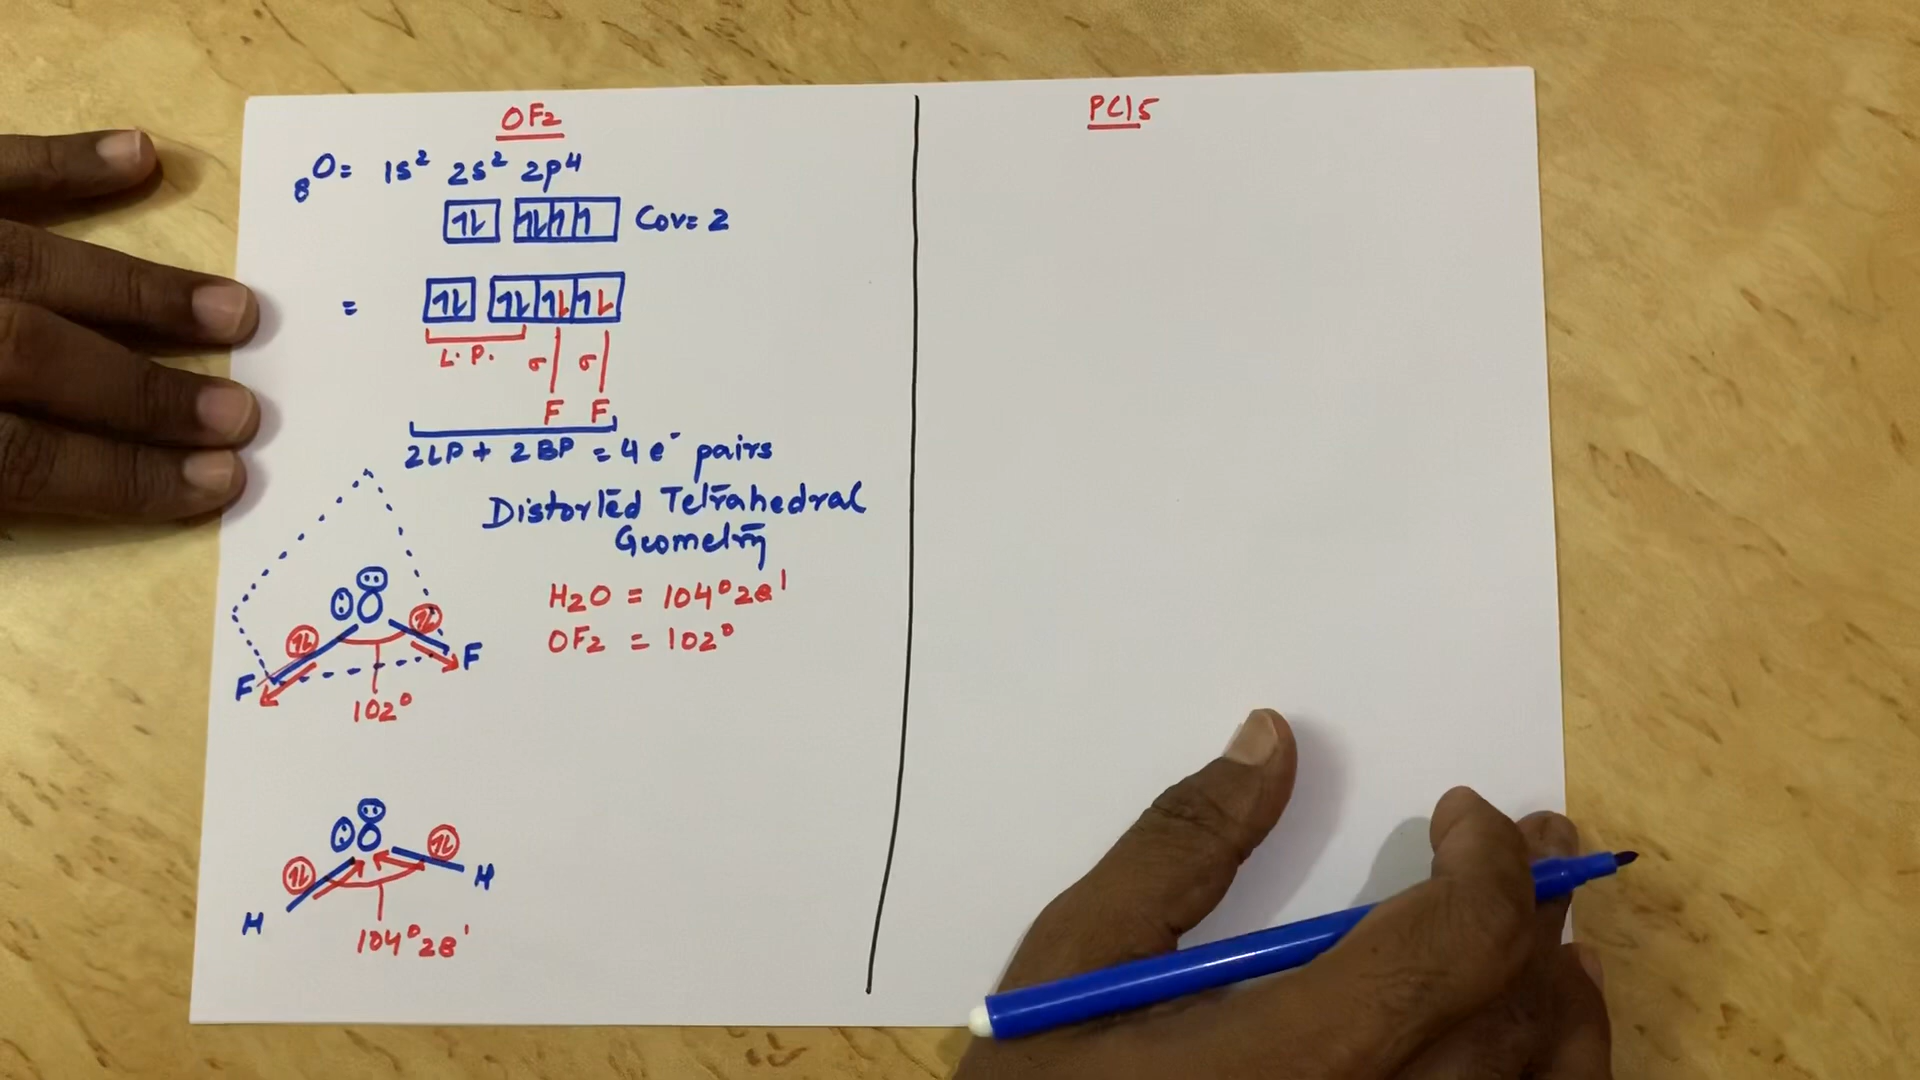 OF2
8O = 1s² 2s² 2p⁴
⥮ ⥮↿↿ Cov = 2
= ⥮ ⥮⥮⥮
L.P. σ σ
F F
2LP + 2BP = 4 e⁻ pairs
Distorted Tetrahedral
Geometry
H2O = 104°28'
OF2 = 102°
O
⥮ ⥮
F F
102°
O
⥮ ⥮
H H
104°28'
PCl5